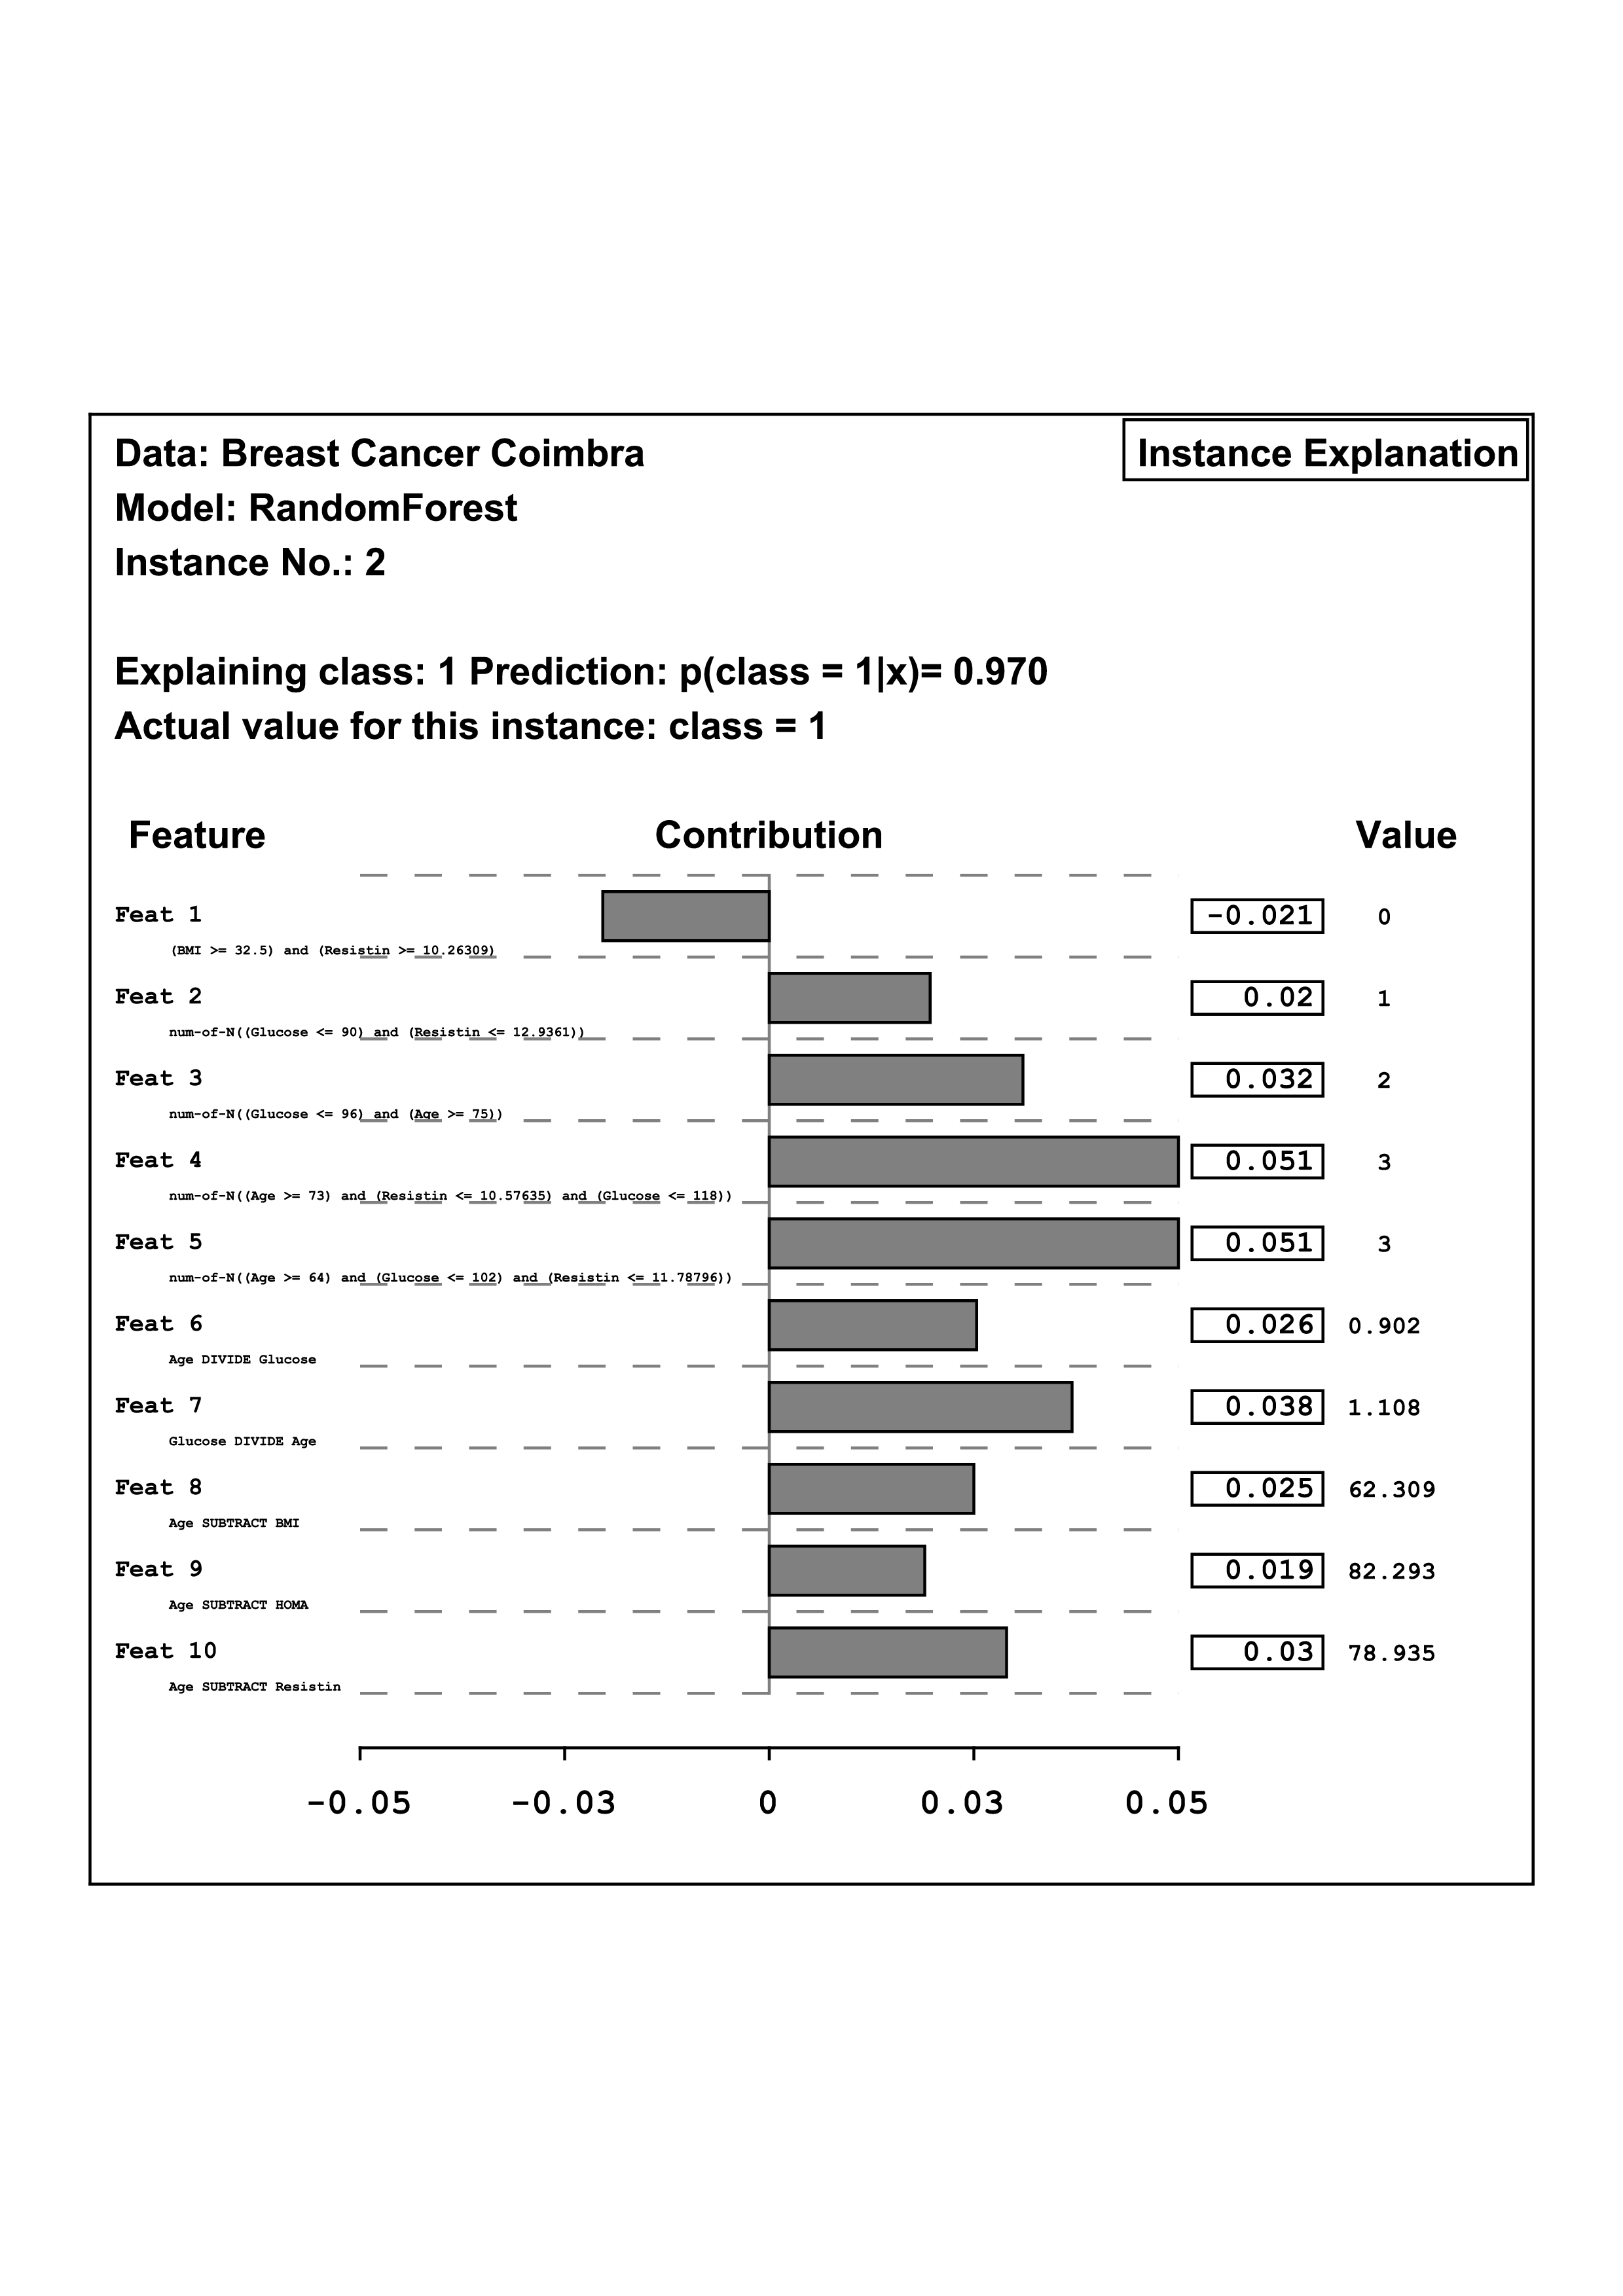 Data: Breast Cancer Coimbra
Instance Explanation
Model: RandomForest
Instance No.: 2
Explaining class: 1 Prediction: p(class = 1|x)= 0.970
Actual value for this instance: class = 1
Feature Contribution Value
Feat 1 -0.021 0
(BMI >= 32.5) and (Resistin >= 10.26309)
Feat 2 0.02 1
num-of-N((Glucose <= 90) and (Resistin <= 12.9361))
Feat 3 0.032 2
num-of-N((Glucose <= 96) and (Age >= 75))
Feat 4 0.051 3
num-of-N((Age >= 73) and (Resistin <= 10.57635) and (Glucose <= 118))
Feat 5 0.051 3
num-of-N((Age >= 64) and (Glucose <= 102) and (Resistin <= 11.78796))
Feat 6 0.026 0.902
Age DIVIDE Glucose
Feat 7 0.038 1.108
Glucose DIVIDE Age
Feat 8 0.025 62.309
Age SUBTRACT BMI
Feat 9 0.019 82.293
Age SUBTRACT HOMA
Feat 10 0.03 78.935
Age SUBTRACT Resistin
-0.05 -0.03 0 0.03 0.05